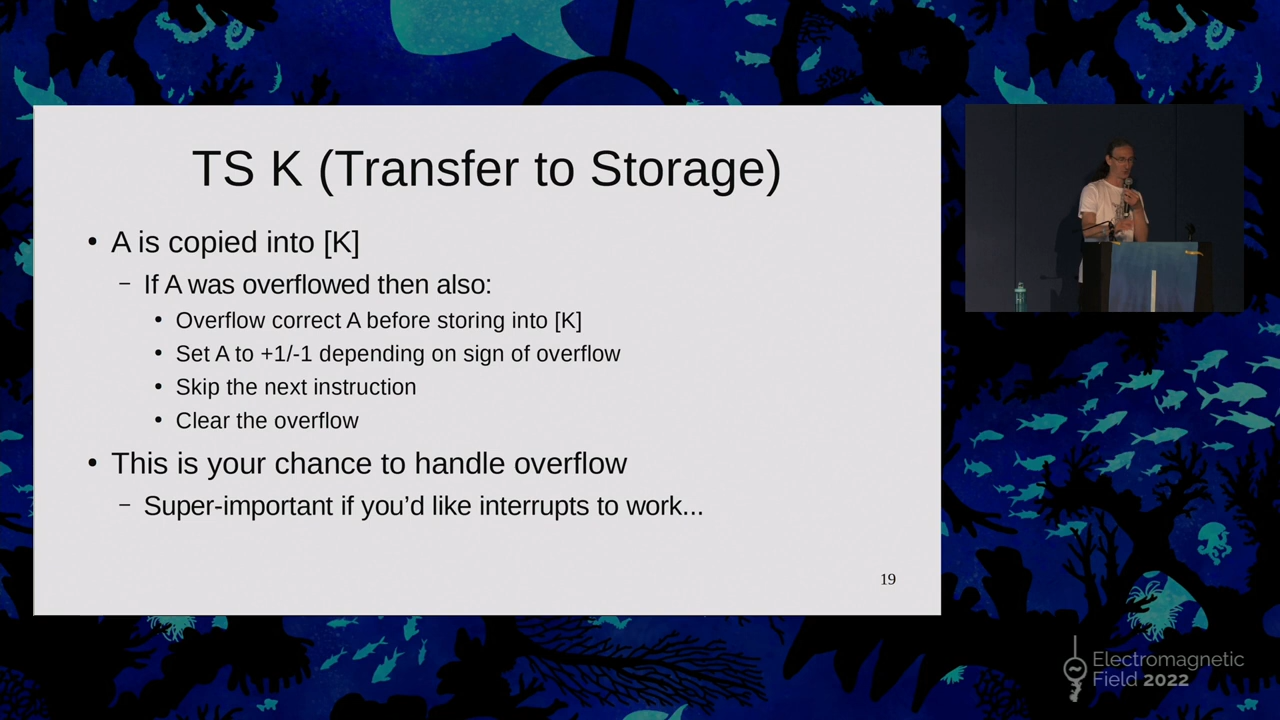 TS K (Transfer to Storage)
• A is copied into [K]
– If A was overflowed then also:
• Overflow correct A before storing into [K]
• Set A to +1/-1 depending on sign of overflow
• Skip the next instruction
• Clear the overflow
• This is your chance to handle overflow
– Super-important if you’d like interrupts to work...
19
Electromagnetic
Field 2022